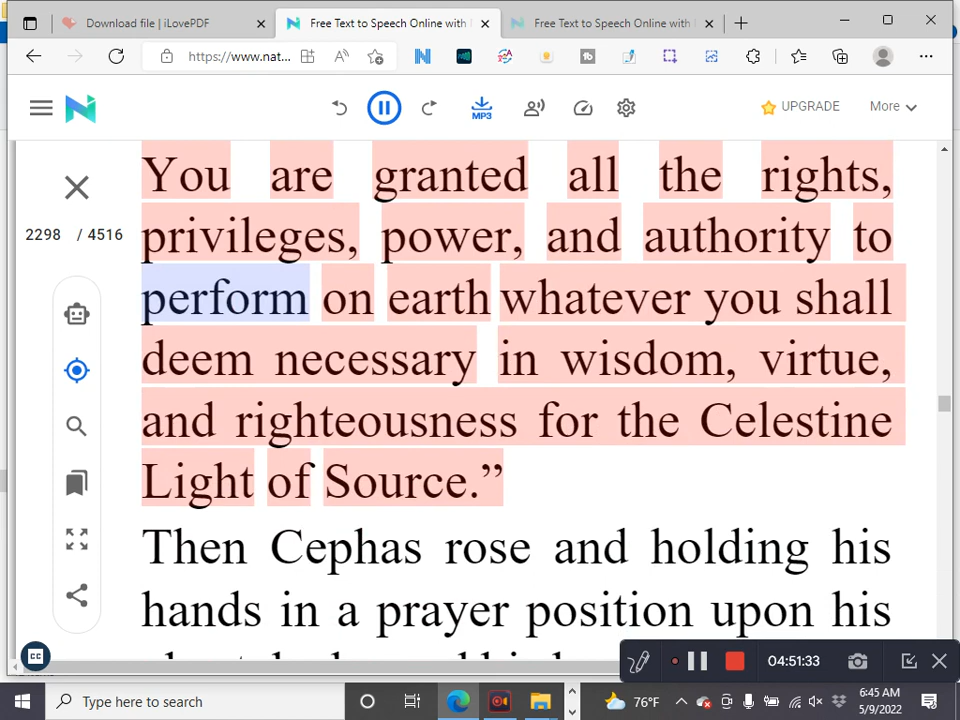 Download file | iLovePDF
Free Text to Speech Online with
Free Text to Speech Online with
https://www.nat...
UPGRADE
More
MP3
2298 / 4516
You are granted all the rights,
privileges, power, and authority to
perform on earth whatever you shall
deem necessary in wisdom, virtue,
and righteousness for the Celestine
Light of Source.”
Then Cephas rose and holding his
hands in a prayer position upon his
CC
04:51:33
Type here to search
76°F
6:45 AM
5/9/2022